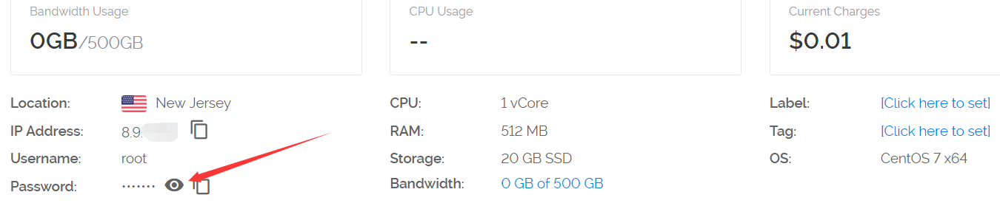 Bandwidth Usage
0GB/500GB
CPU Usage
--
Current Charges
$0.01
Location: New Jersey
IP Address: 8.9.
Username: root
Password: ·······
CPU: 1 vCore
RAM: 512 MB
Storage: 20 GB SSD
Bandwidth: 0 GB of 500 GB
Label: [Click here to set]
Tag: [Click here to set]
OS: CentOS 7 x64